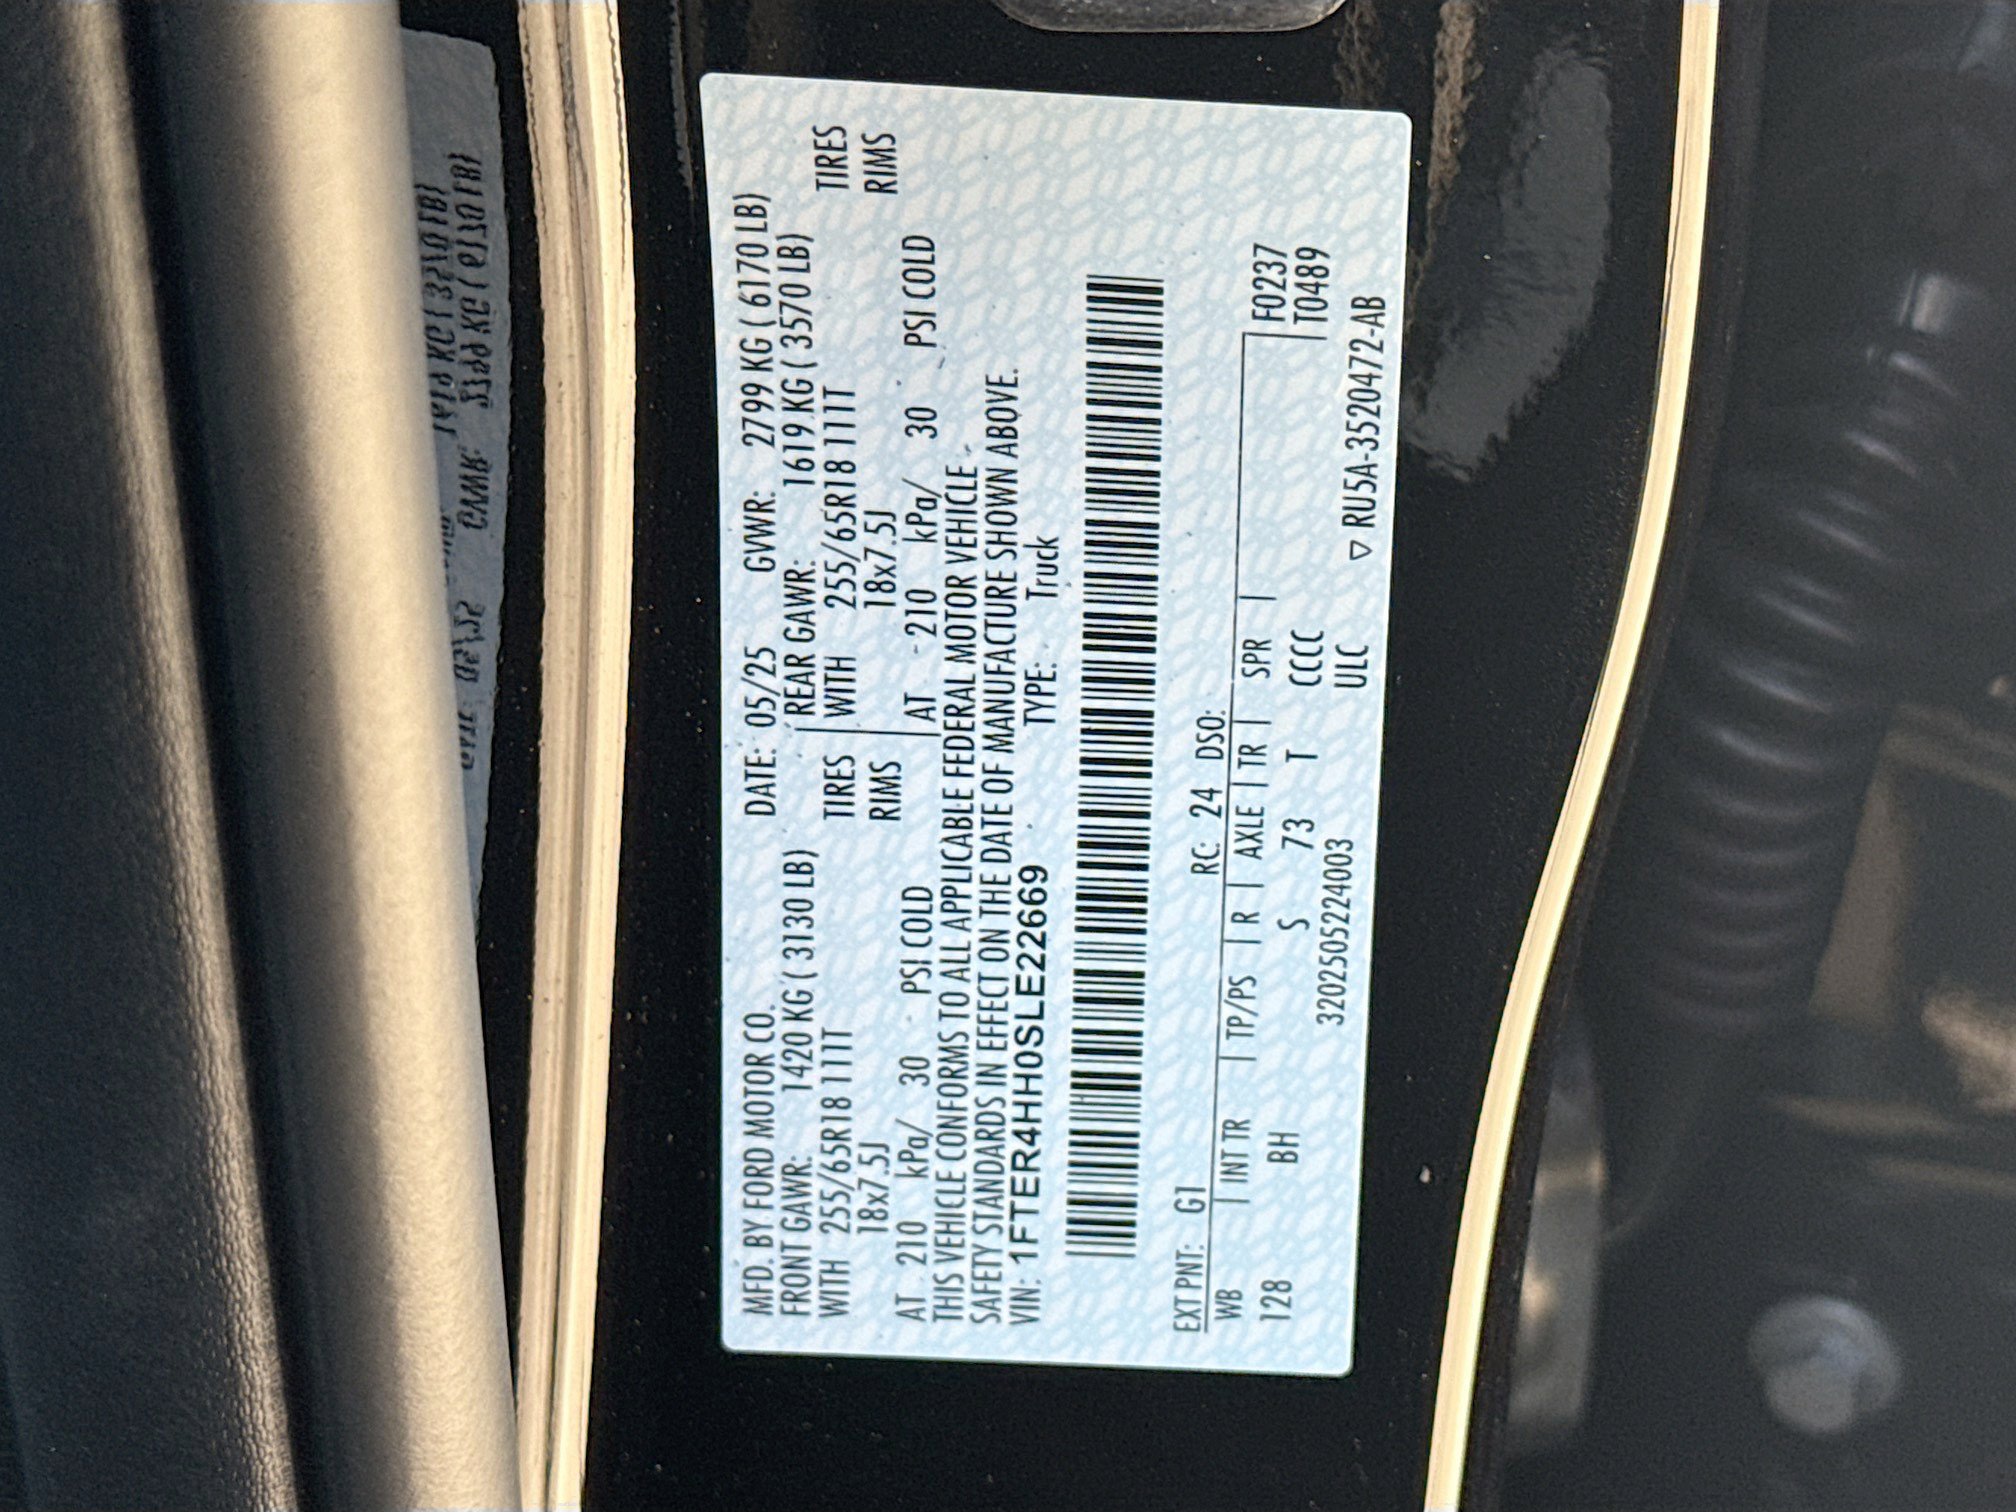 MFD. BY FORD MOTOR CO. DATE: 05/25 GVWR: 2799 KG ( 6170 LB)
FRONT GAWR: 1420 KG ( 3130 LB) REAR GAWR: 1619 KG ( 3570 LB)
WITH 255/65R18 111T TIRES WITH 255/65R18 111T TIRES
18x7.5J RIMS 18x7.5J RIMS
AT 210 kPa/ 30 PSI COLD AT 210 kPa/ 30 PSI COLD
THIS VEHICLE CONFORMS TO ALL APPLICABLE FEDERAL MOTOR VEHICLE
SAFETY STANDARDS IN EFFECT ON THE DATE OF MANUFACTURE SHOWN ABOVE.
VIN: 1FTER4HH0SLE22669 TYPE: Truck
EXT PNT: G1 RC: 24 DSO:
WB | INT TR | TP/PS | R | AXLE | TR | SPR | F0237
128 BH S 73 T CCCC T0489
3202505224003 ULC ▽ RU5A-3520472-AB